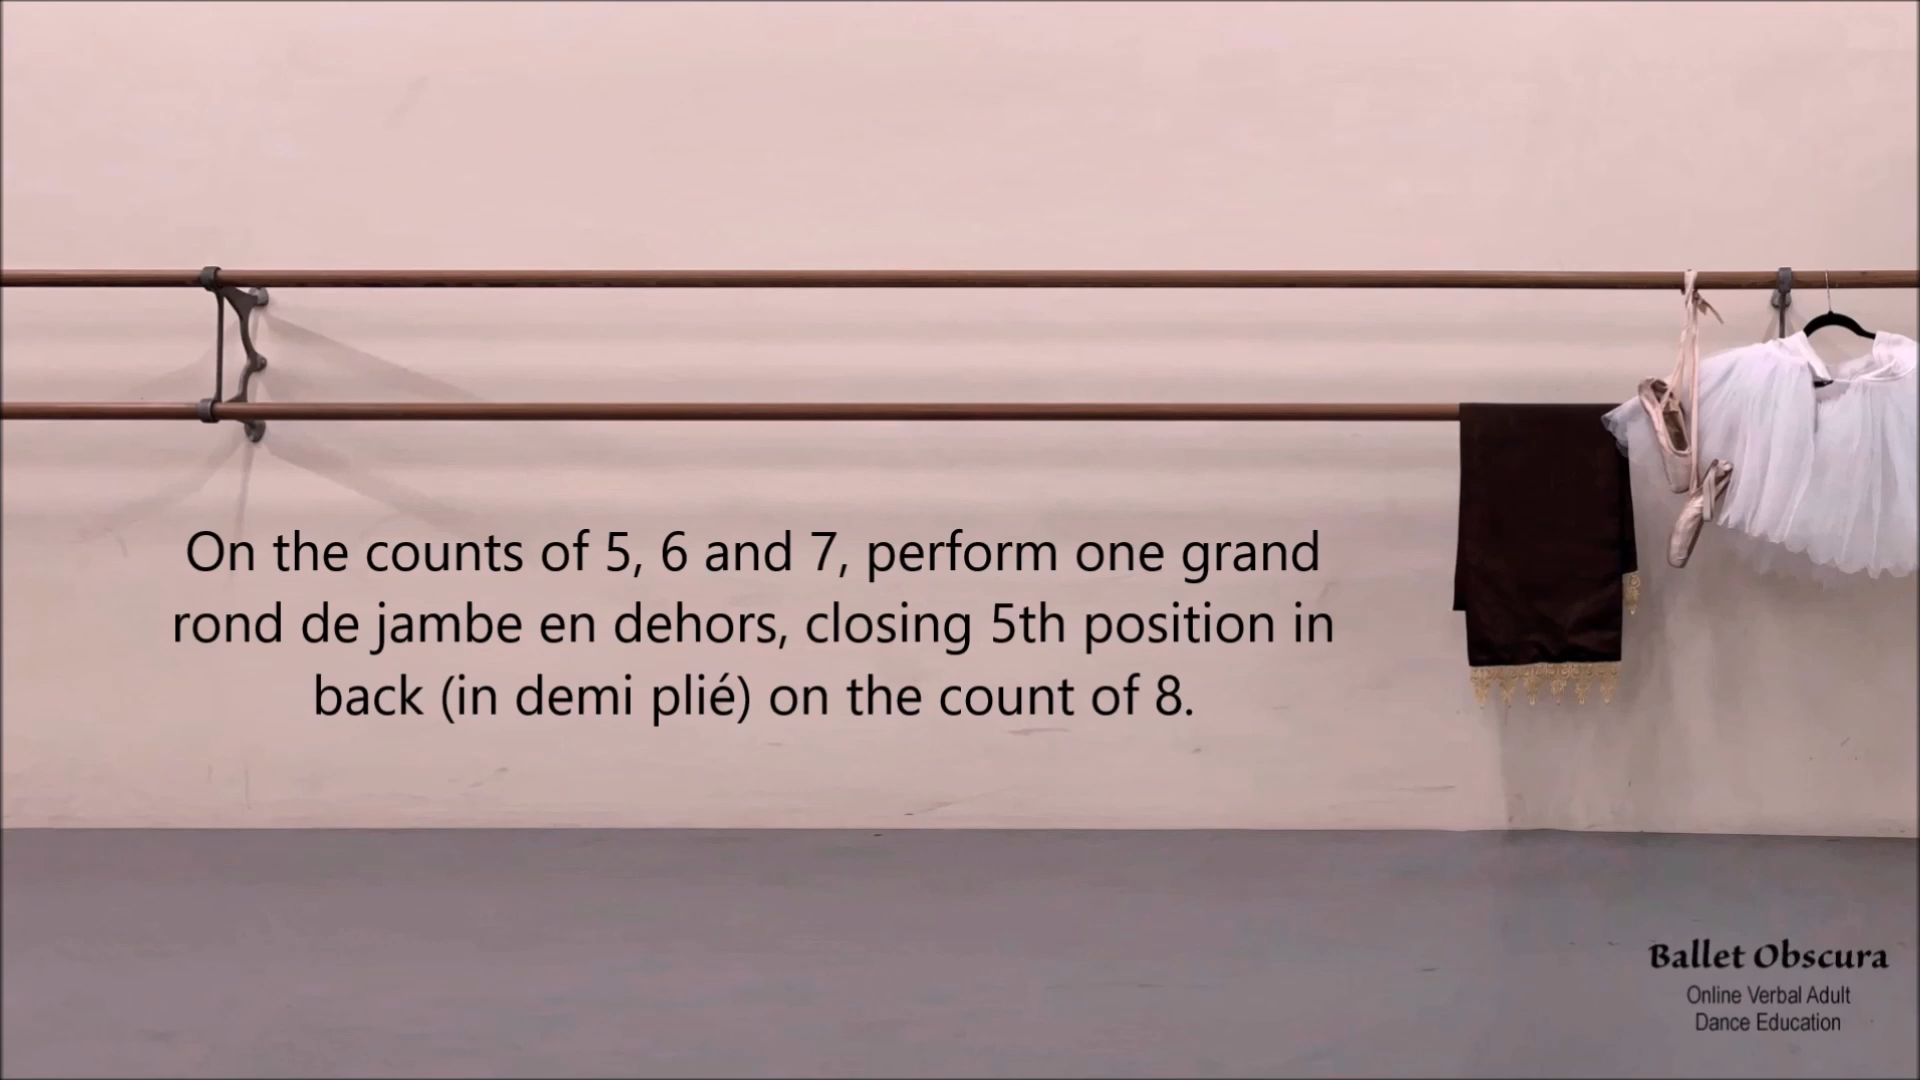 On the counts of 5, 6 and 7, perform one grand
rond de jambe en dehors, closing 5th position in
back (in demi plié) on the count of 8.
Ballet Obscura
Online Verbal Adult
Dance Education